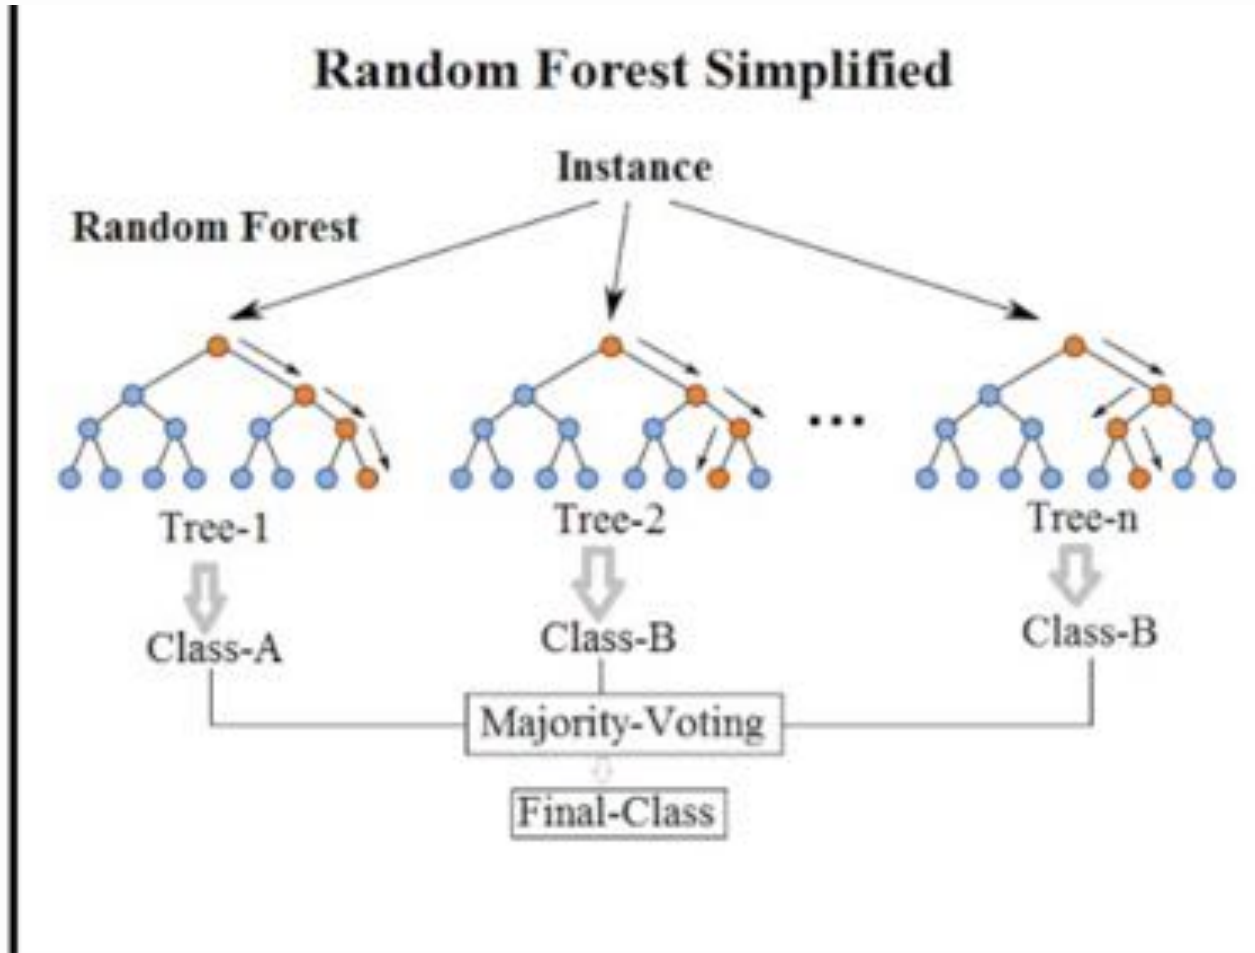 Random Forest Simplified
Instance
Random Forest
...
Tree-1
Tree-2
Tree-n
Class-A
Class-B
Class-B
Majority-Voting
Final-Class